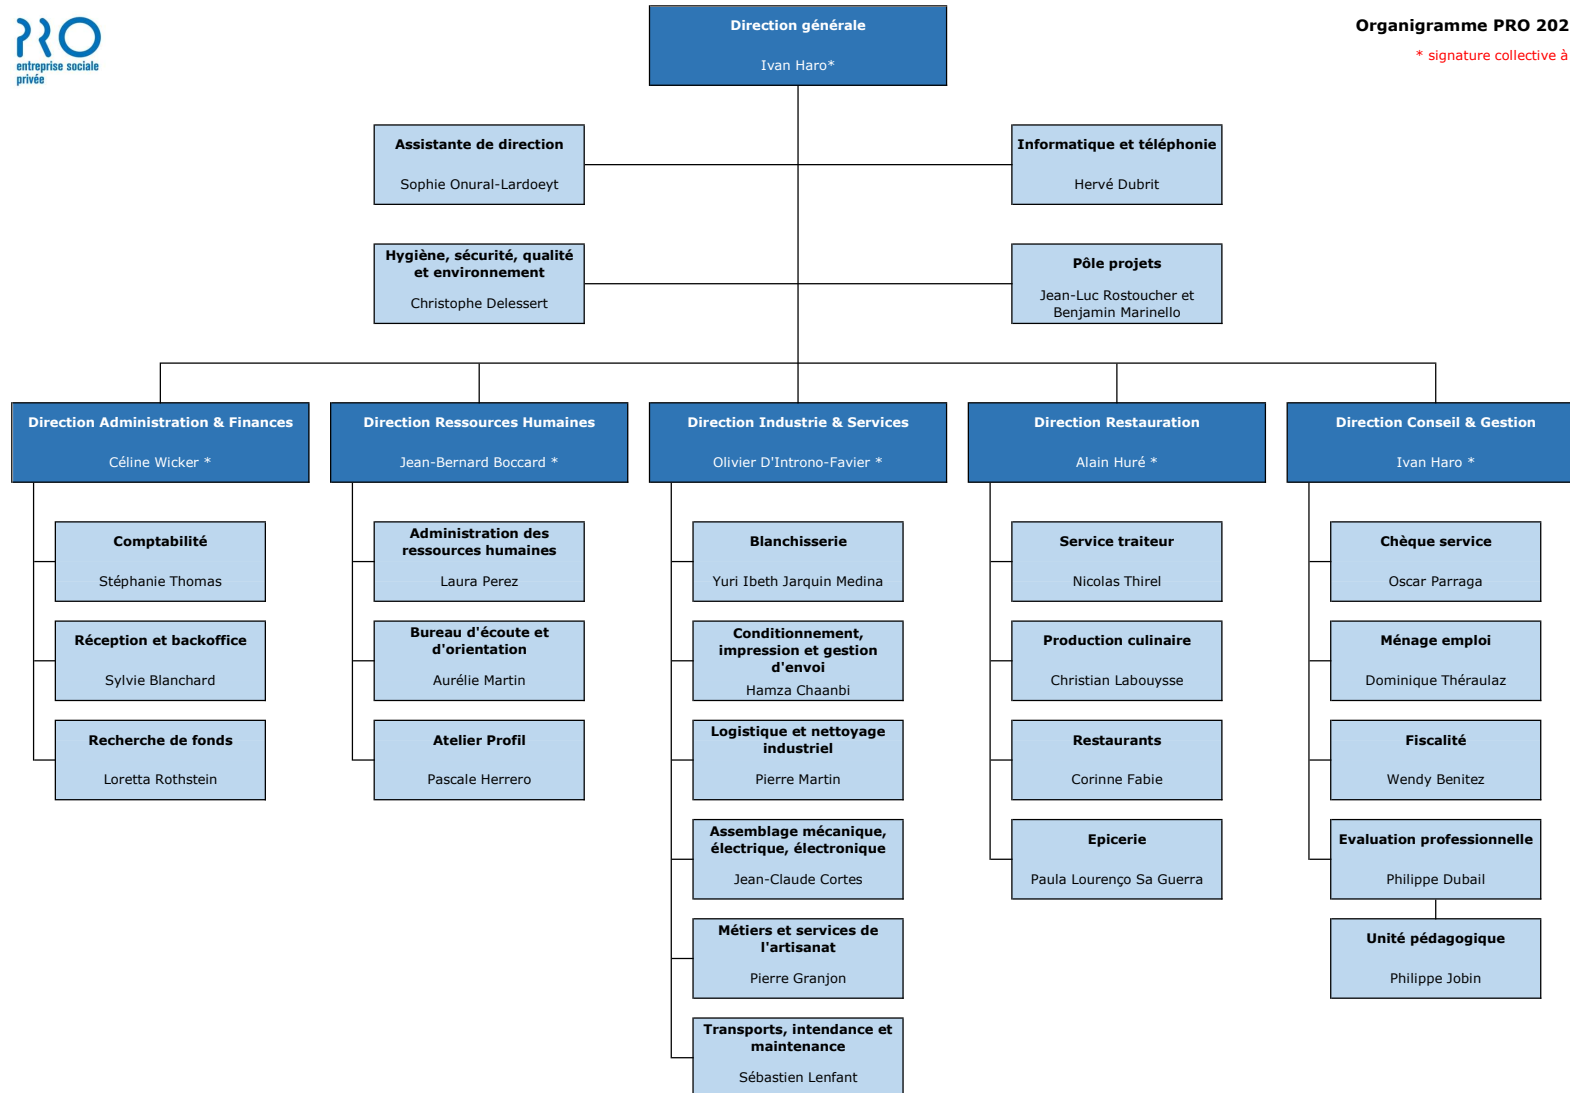 PRO
entreprise sociale
privée
Direction générale
Ivan Haro*
Organigramme PRO 202
* signature collective à
Assistante de direction
Sophie Onural-Lardoeyt
Informatique et téléphonie
Hervé Dubrit
Hygiène, sécurité, qualité
et environnement
Christophe Delessert
Pôle projets
Jean-Luc Rostoucher et
Benjamin Marinello
Direction Administration & Finances
Céline Wicker *
Direction Ressources Humaines
Jean-Bernard Boccard *
Direction Industrie & Services
Olivier D'Introno-Favier *
Direction Restauration
Alain Huré *
Direction Conseil & Gestion
Ivan Haro *
Comptabilité
Stéphanie Thomas
Réception et backoffice
Sylvie Blanchard
Recherche de fonds
Loretta Rothstein
Administration des
ressources humaines
Laura Perez
Bureau d'écoute et
d'orientation
Aurélie Martin
Atelier Profil
Pascale Herrero
Blanchisserie
Yuri Ibeth Jarquin Medina
Conditionnement,
impression et gestion
d'envoi
Hamza Chaanbi
Logistique et nettoyage
industriel
Pierre Martin
Assemblage mécanique,
électrique, électronique
Jean-Claude Cortes
Métiers et services de
l'artisanat
Pierre Granjon
Transports, intendance et
maintenance
Sébastien Lenfant
Service traiteur
Nicolas Thirel
Production culinaire
Christian Labouysse
Restaurants
Corinne Fabie
Epicerie
Paula Lourenço Sa Guerra
Chèque service
Oscar Parraga
Ménage emploi
Dominique Théraulaz
Fiscalité
Wendy Benitez
Evaluation professionnelle
Philippe Dubail
Unité pédagogique
Philippe Jobin